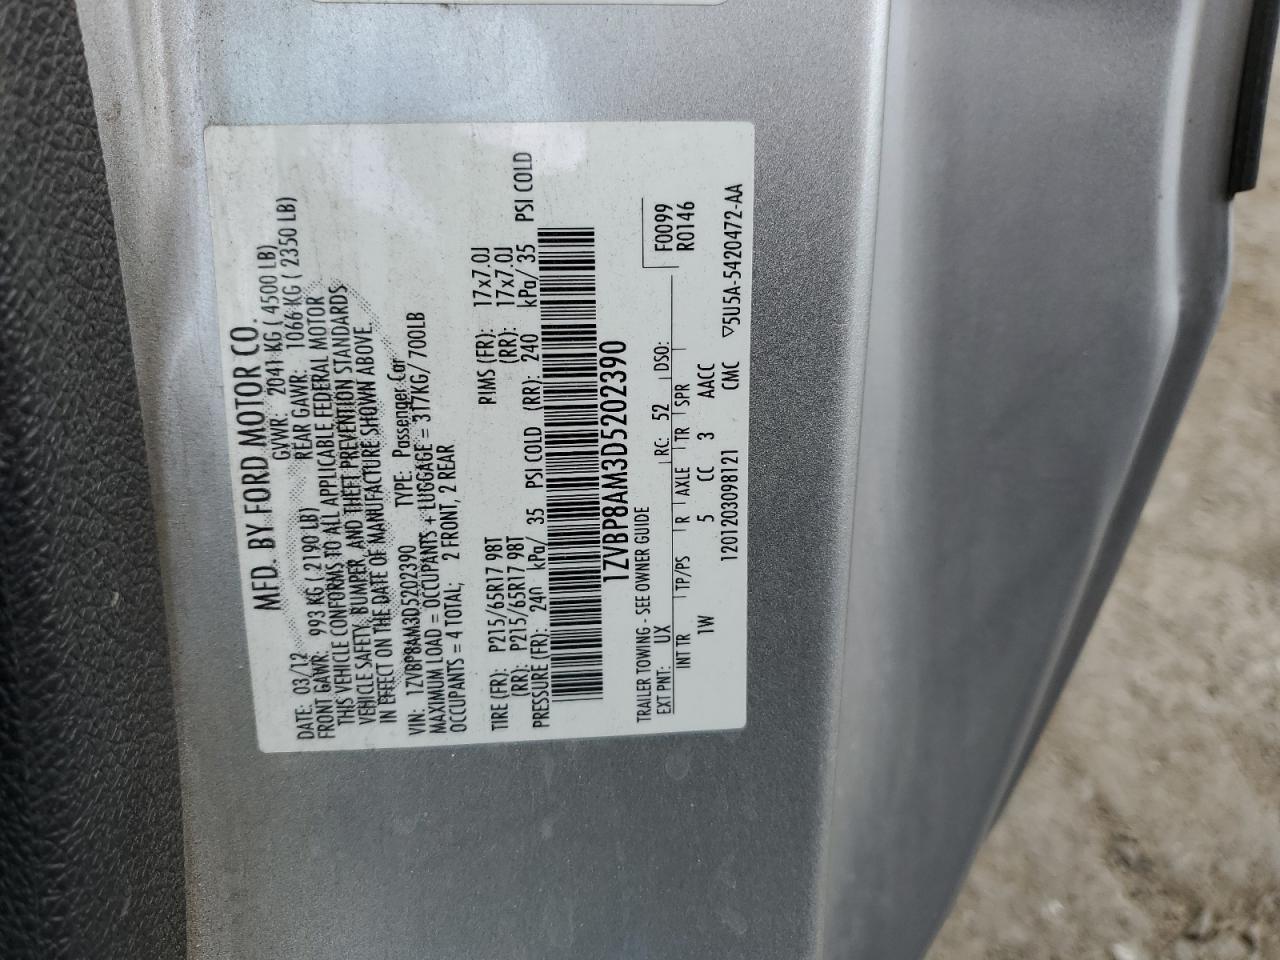 MFD. BY FORD MOTOR CO.
DATE: 03/12 GVWR: 2041 KG ( 4500 LB)
FRONT GAWR: 993 KG ( 2190 LB) REAR GAWR: 1066 KG ( 2350 LB)
THIS VEHICLE CONFORMS TO ALL APPLICABLE FEDERAL MOTOR
VEHICLE SAFETY, BUMPER, AND THEFT PREVENTION STANDARDS
IN EFFECT ON THE DATE OF MANUFACTURE SHOWN ABOVE.
VIN: 1ZVBP8AM3D5202390 TYPE: Passenger Car
MAXIMUM LOAD = OCCUPANTS + LUGGAGE = 317KG/ 700LB
OCCUPANTS = 4 TOTAL; 2 FRONT, 2 REAR
TIRE (FR): P215/65R17 98T RIMS (FR): 17x7.0J
(RR): P215/65R17 98T (RR): 17x7.0J
PRESSURE (FR): 240 kPa/ 35 PSI COLD (RR): 240 kPa/ 35 PSI COLD
1ZVBP8AM3D5202390
TRAILER TOWING - SEE OWNER GUIDE F0099
EXT PNT: UX RC: 52 DSO: R0146
INT TR TP/PS R AXLE TR SPR
1W 5 CC 3 AACC
120120309B121 CMC ▽5U5A-5420472-AA